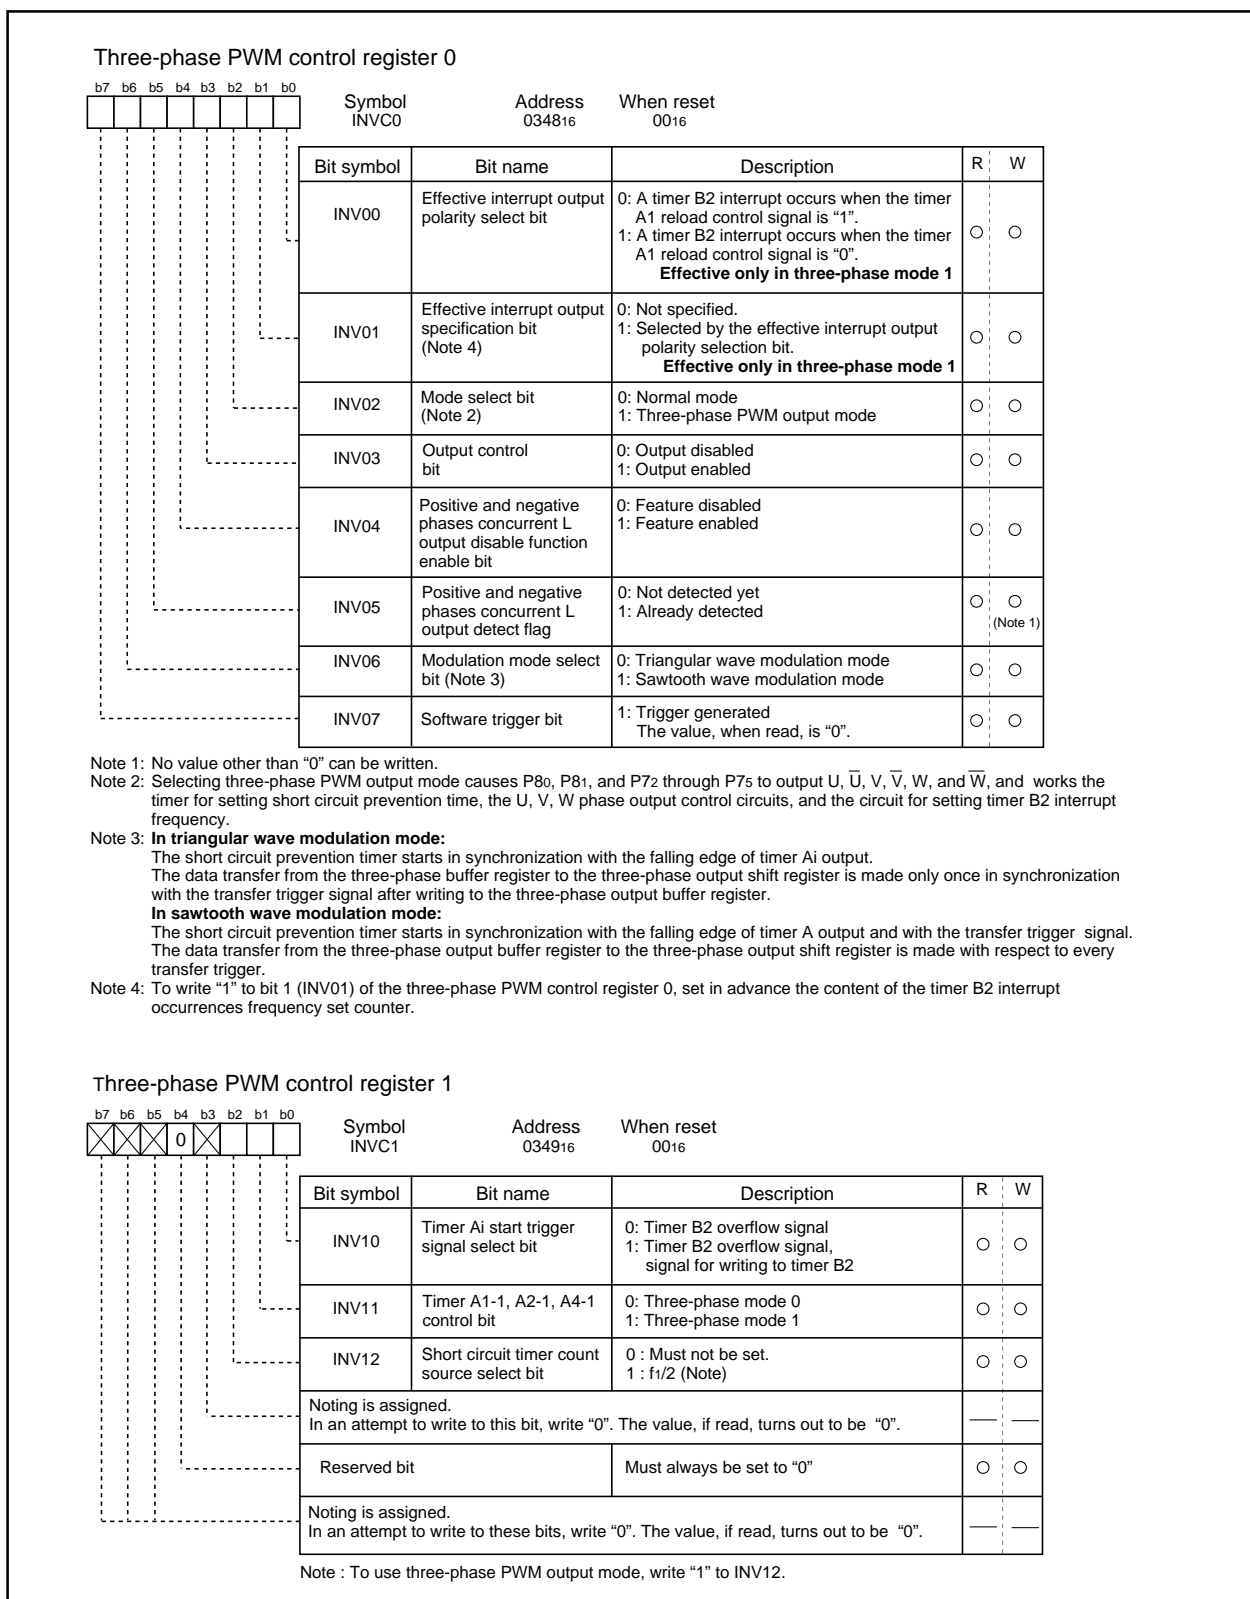 Three-phase PWM control register 0
b7 b6 b5 b4 b3 b2 b1 b0
Symbol Address When reset
INVC0 034816 0016
Bit symbol Bit name Description R W
INV00
Effective interrupt output
polarity select bit
0: A timer B2 interrupt occurs when the timer
A1 reload control signal is “1”.
1: A timer B2 interrupt occurs when the timer
A1 reload control signal is “0”.
Effective only in three-phase mode 1
INV01
Effective interrupt output
specification bit
(Note 4)
0: Not specified.
1: Selected by the effective interrupt output
polarity selection bit.
Effective only in three-phase mode 1
INV02
Mode select bit
(Note 2)
0: Normal mode
1: Three-phase PWM output mode
INV03
Output control
bit
0: Output disabled
1: Output enabled
INV04
Positive and negative
phases concurrent L
output disable function
enable bit
0: Feature disabled
1: Feature enabled
INV05
Positive and negative
phases concurrent L
output detect flag
0: Not detected yet
1: Already detected
(Note 1)
INV06
Modulation mode select
bit (Note 3)
0: Triangular wave modulation mode
1: Sawtooth wave modulation mode
INV07
Software trigger bit
1: Trigger generated
The value, when read, is “0”.
Note 1: No value other than “0” can be written.
Note 2: Selecting three-phase PWM output mode causes P80, P81, and P72 through P75 to output U, U̅, V, V̅, W, and W̅, and works the
timer for setting short circuit prevention time, the U, V, W phase output control circuits, and the circuit for setting timer B2 interrupt
frequency.
Note 3: In triangular wave modulation mode:
The short circuit prevention timer starts in synchronization with the falling edge of timer Ai output.
The data transfer from the three-phase buffer register to the three-phase output shift register is made only once in synchronization
with the transfer trigger signal after writing to the three-phase output buffer register.
In sawtooth wave modulation mode:
The short circuit prevention timer starts in synchronization with the falling edge of timer A output and with the transfer trigger signal.
The data transfer from the three-phase output buffer register to the three-phase output shift register is made with respect to every
transfer trigger.
Note 4: To write “1” to bit 1 (INV01) of the three-phase PWM control register 0, set in advance the content of the timer B2 interrupt
occurrences frequency set counter.
Three-phase PWM control register 1
b7 b6 b5 b4 b3 b2 b1 b0
0
Symbol Address When reset
INVC1 034916 0016
Bit symbol Bit name Description R W
INV10
Timer Ai start trigger
signal select bit
0: Timer B2 overflow signal
1: Timer B2 overflow signal,
signal for writing to timer B2
INV11
Timer A1-1, A2-1, A4-1
control bit
0: Three-phase mode 0
1: Three-phase mode 1
INV12
Short circuit timer count
source select bit
0 : Must not be set.
1 : f1/2 (Note)
Noting is assigned.
In an attempt to write to this bit, write “0”. The value, if read, turns out to be “0”.
Reserved bit Must always be set to “0”
Noting is assigned.
In an attempt to write to these bits, write “0”. The value, if read, turns out to be “0”.
Note : To use three-phase PWM output mode, write “1” to INV12.